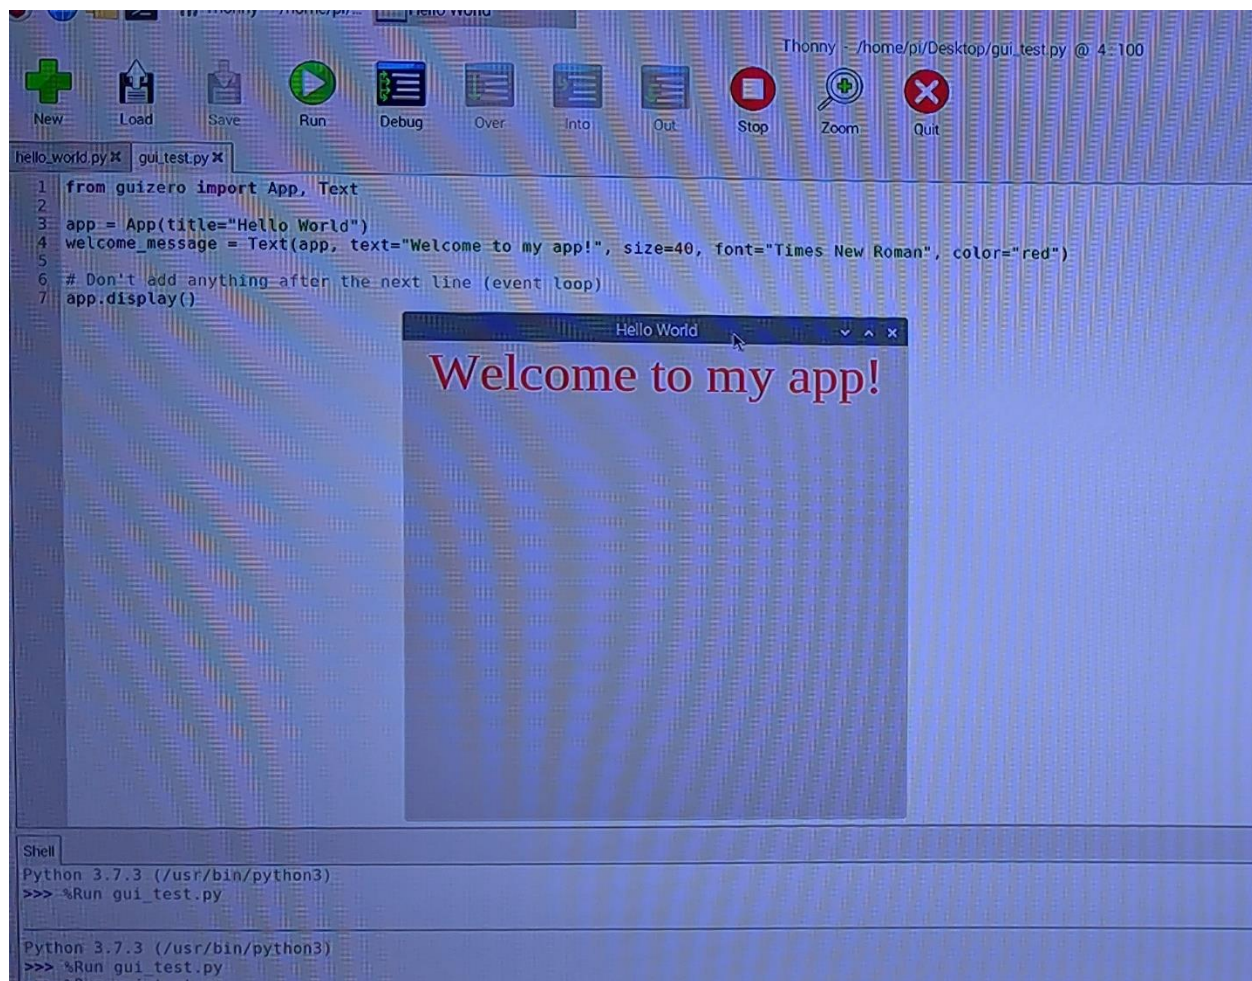 Hello World
Thonny - /home/pi/Desktop/gui_test.py @ 4:100
New
Load
Save
Run
Debug
Over
Into
Out
Stop
Zoom
Quit
hello_world.py
gui_test.py
1 from guizero import App, Text
2
3 app = App(title="Hello World")
4 welcome_message = Text(app, text="Welcome to my app!", size=40, font="Times New Roman", color="red")
5
6 # Don't add anything after the next line (event loop)
7 app.display()
Hello World
Welcome to my app!
Shell
Python 3.7.3 (/usr/bin/python3)
>>> %Run gui_test.py
Python 3.7.3 (/usr/bin/python3)
>>> %Run gui_test.py